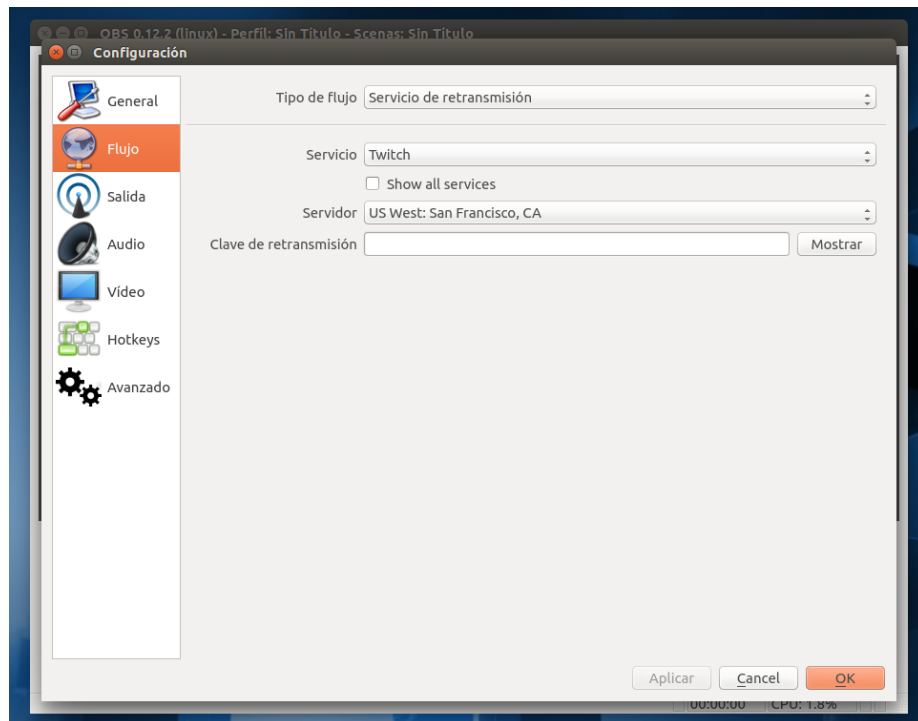 OBS 0.12.2 (linux) - Perfil: Sin Título - Scenas: Sin Título
Configuración
General
Flujo
Salida
Audio
Vídeo
Hotkeys
Avanzado
Tipo de flujo Servicio de retransmisión
Servicio Twitch
Show all services
Servidor US West: San Francisco, CA
Clave de retransmisión Mostrar
Aplicar Cancel OK
00:00:00 CPU: 1.8%